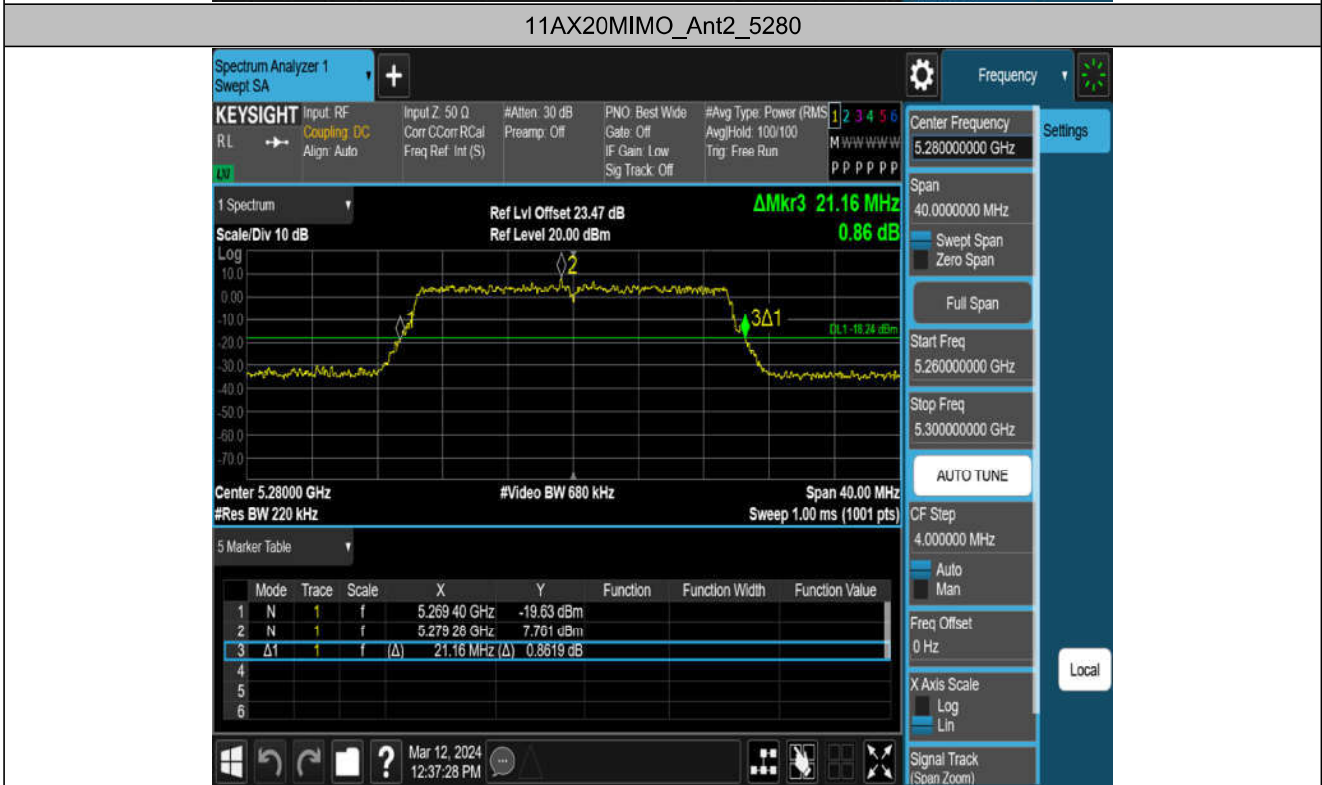 11AX20MIMO_Ant2_5280
Spectrum Analyzer 1
Swept SA
+
Frequency
KEYSIGHT
RL
LXI
Input: RF
Coupling: DC
Align: Auto
Input Z: 50 Ω
Corr CCorr RCal
Freq Ref: Int (S)
#Atten: 30 dB
Preamp: Off
PNO: Best Wide
Gate: Off
IF Gain: Low
Sig Track: Off
#Avg Type: Power (RMS
Avg|Hold: 100/100
Trig: Free Run
1 2 3 4 5 6
M W W W W W
P P P P P P
1 Spectrum
Scale/Div 10 dB
Ref Lvl Offset 23.47 dB
Ref Level 20.00 dBm
ΔMkr3 21.16 MHz
0.86 dB
Log
10.0
0.00
-10.0
-20.0
-30.0
-40.0
-50.0
-60.0
-70.0
1
2
3Δ1
DL1 -18.24 dBm
Center 5.28000 GHz
#Res BW 220 kHz
#Video BW 680 kHz
Span 40.00 MHz
Sweep 1.00 ms (1001 pts)
5 Marker Table
Mode Trace Scale X Y Function Function Width Function Value
1 N 1 f 5.269 40 GHz -19.63 dBm
2 N 1 f 5.279 28 GHz 7.761 dBm
3 Δ1 1 f (Δ) 21.16 MHz (Δ) 0.8619 dB
4
5
6
Mar 12, 2024
12:37:28 PM
?
Center Frequency
5.280000000 GHz
Settings
Span
40.0000000 MHz
Swept Span
Zero Span
Full Span
Start Freq
5.260000000 GHz
Stop Freq
5.300000000 GHz
AUTO TUNE
CF Step
4.000000 MHz
Auto
Man
Freq Offset
0 Hz
Local
X Axis Scale
Log
Lin
Signal Track
(Span Zoom)